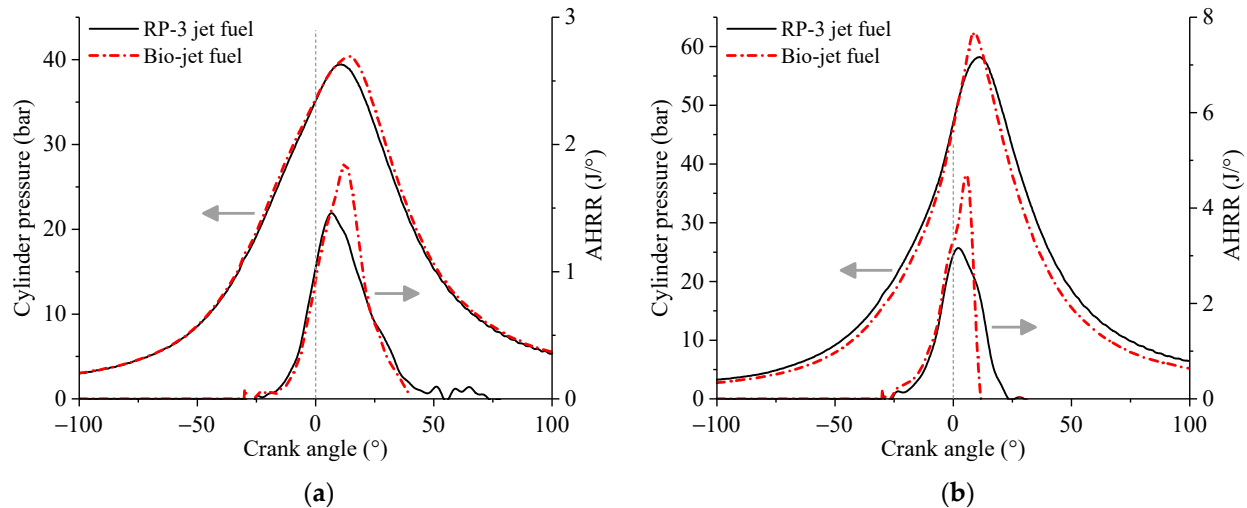 RP-3 jet fuel
Bio-jet fuel
Cylinder pressure (bar)
0
10
20
30
40
AHRR (J/°)
0
1
2
3
−100
−50
0
50
100
Crank angle (°)
(a)
RP-3 jet fuel
Bio-jet fuel
Cylinder pressure (bar)
0
10
20
30
40
50
60
AHRR (J/°)
0
2
4
6
8
−100
−50
0
50
100
Crank angle (°)
(b)